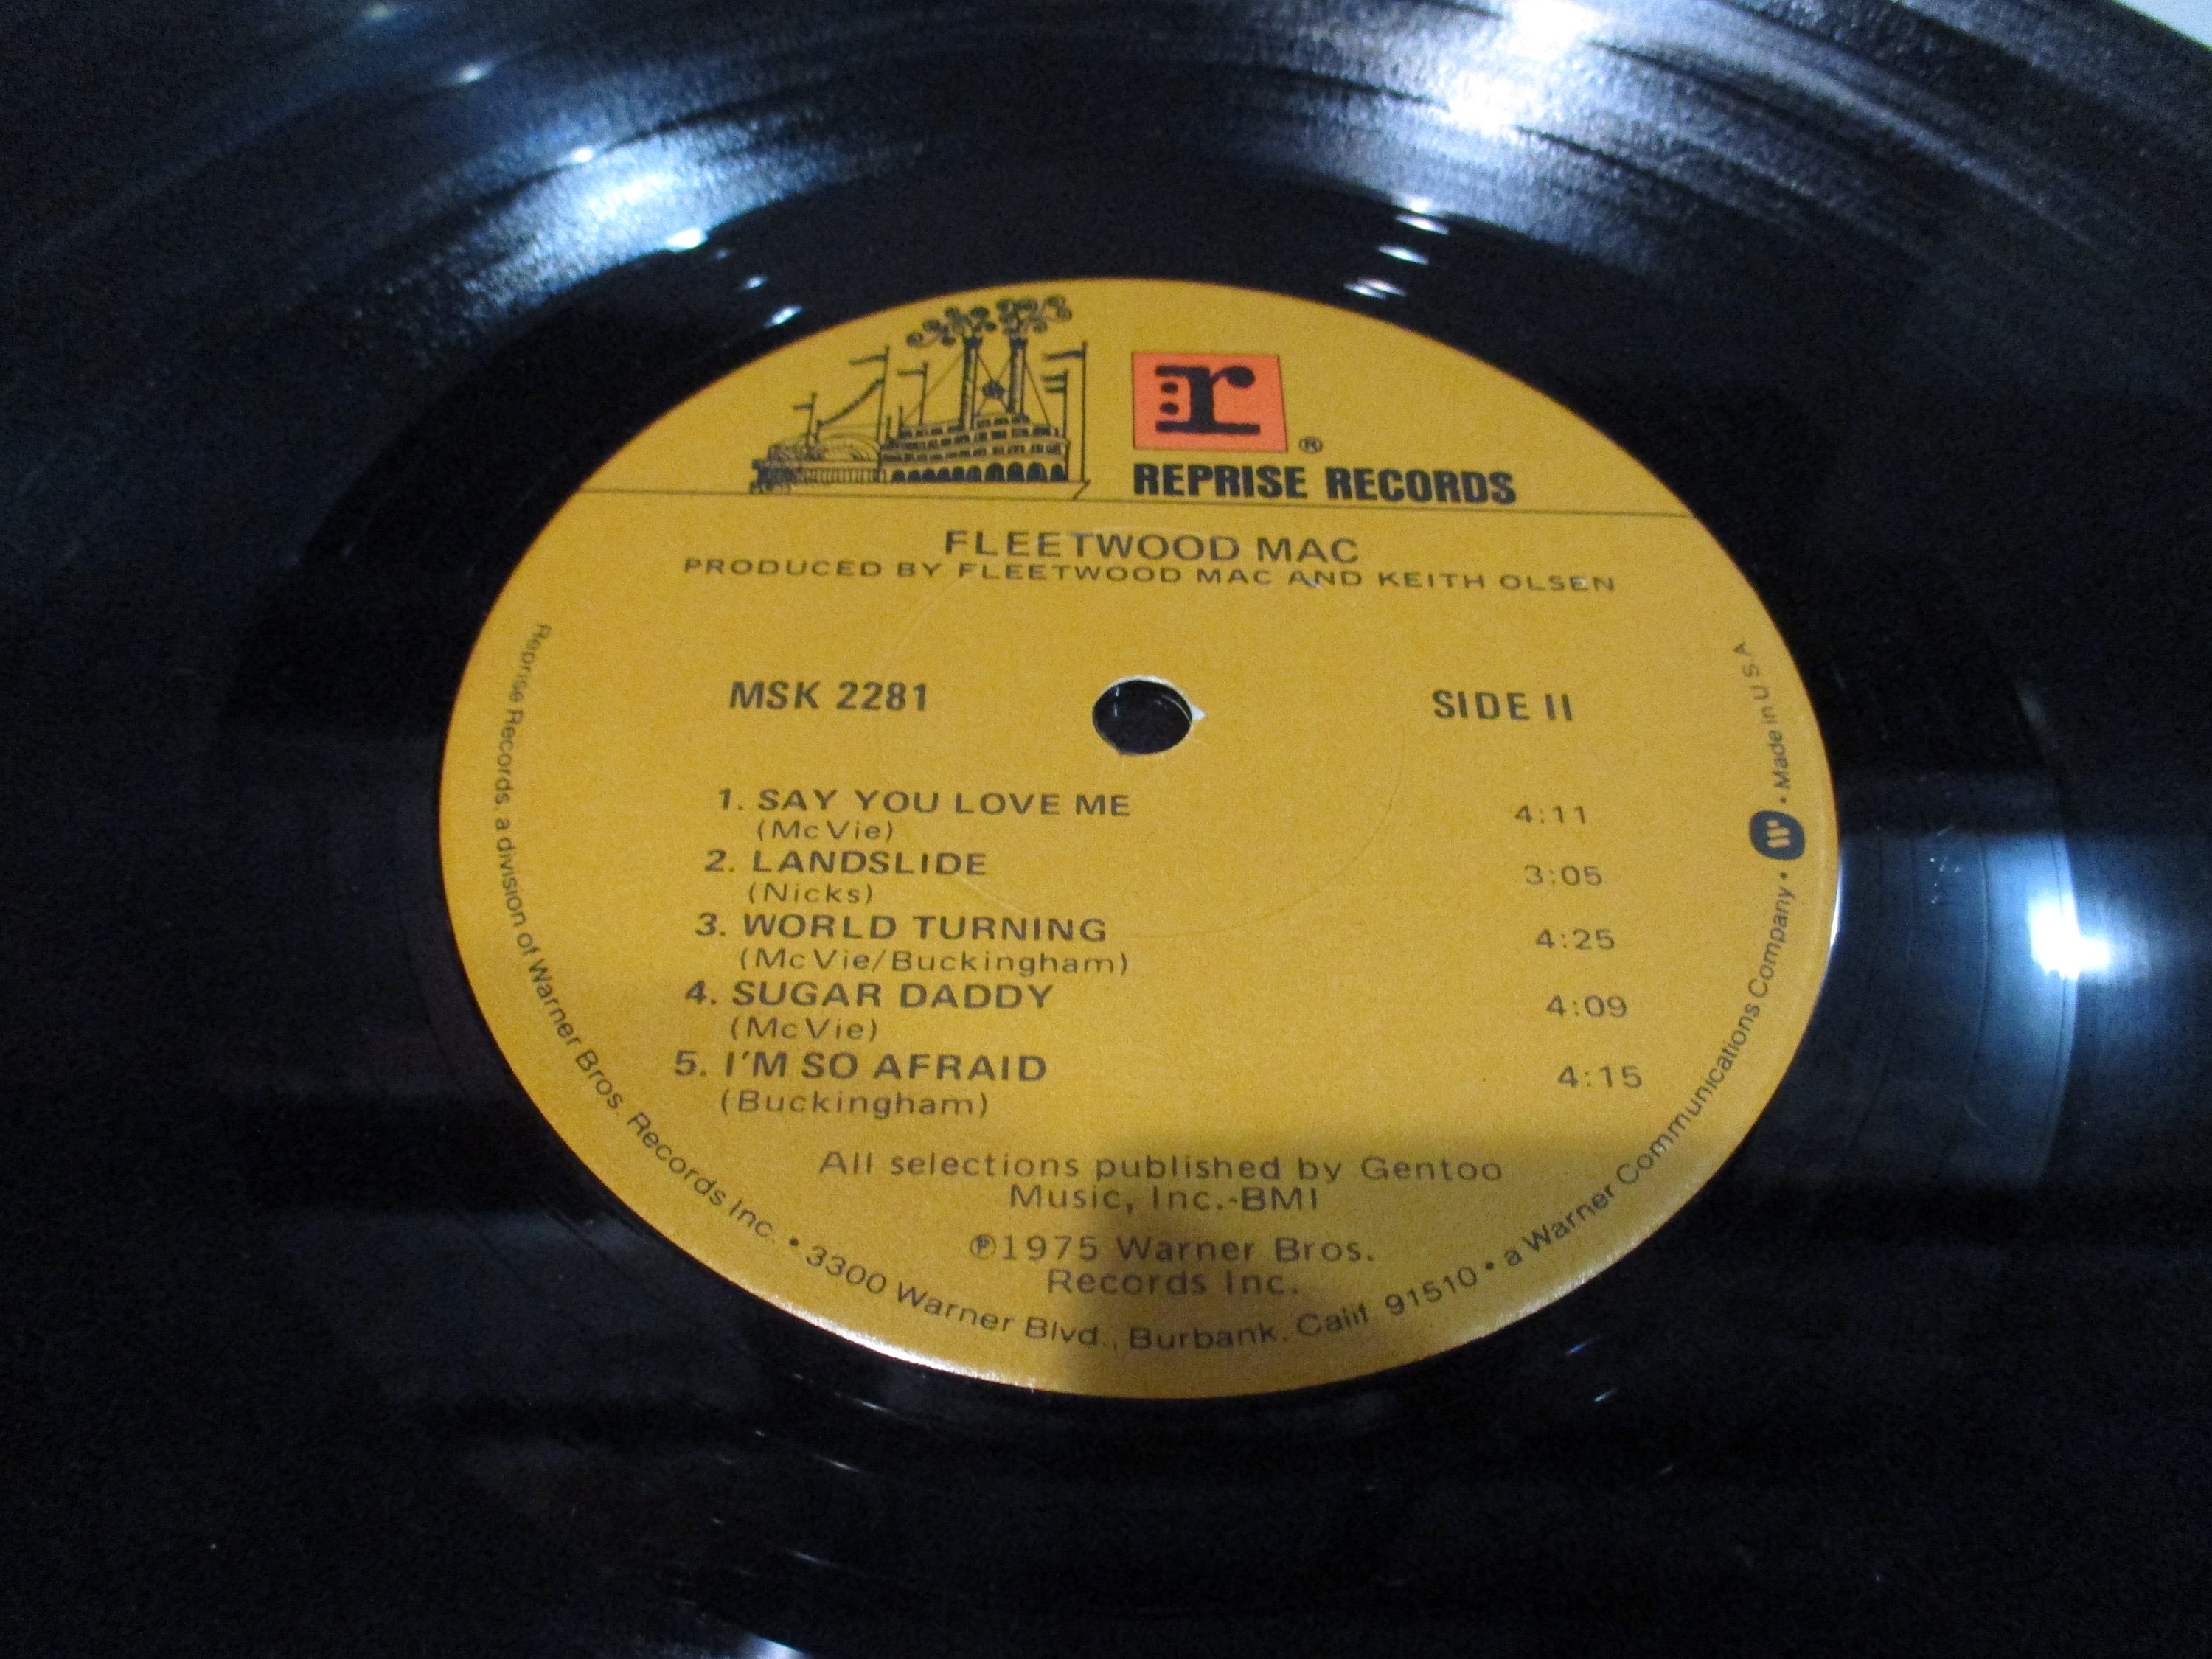 r
®
REPRISE RECORDS
FLEETWOOD MAC
PRODUCED BY FLEETWOOD MAC AND KEITH OLSEN
MSK 2281
SIDE II
1. SAY YOU LOVE ME 4:11
(McVie)
2. LANDSLIDE 3:05
(Nicks)
3. WORLD TURNING 4:25
(McVie/Buckingham)
4. SUGAR DADDY 4:09
(McVie)
5. I'M SO AFRAID 4:15
(Buckingham)
All selections published by Gentoo
Music, Inc.-BMI
℗1975 Warner Bros.
Records Inc.
Reprise Records, a division of Warner Bros. Records Inc. • 3300 Warner Blvd., Burbank, Calif. 91510 • a Warner Communications Company • W • Made in U.S.A.